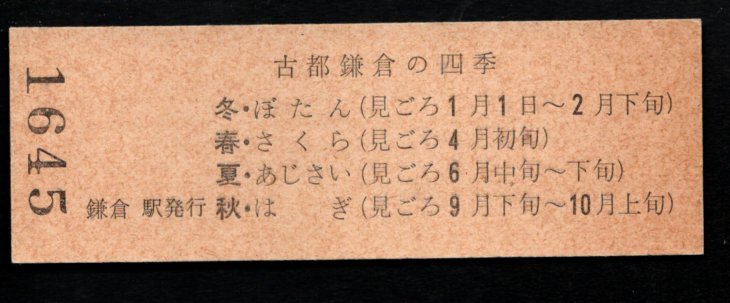 古都鎌倉の四季
冬・ぼたん(見ごろ1月1日～2月下旬)
春・さくら(見ごろ4月初旬)
夏・あじさい(見ごろ6月中旬～下旬)
鎌倉 駅発行 秋・はぎ(見ごろ9月下旬～10月上旬)
1645